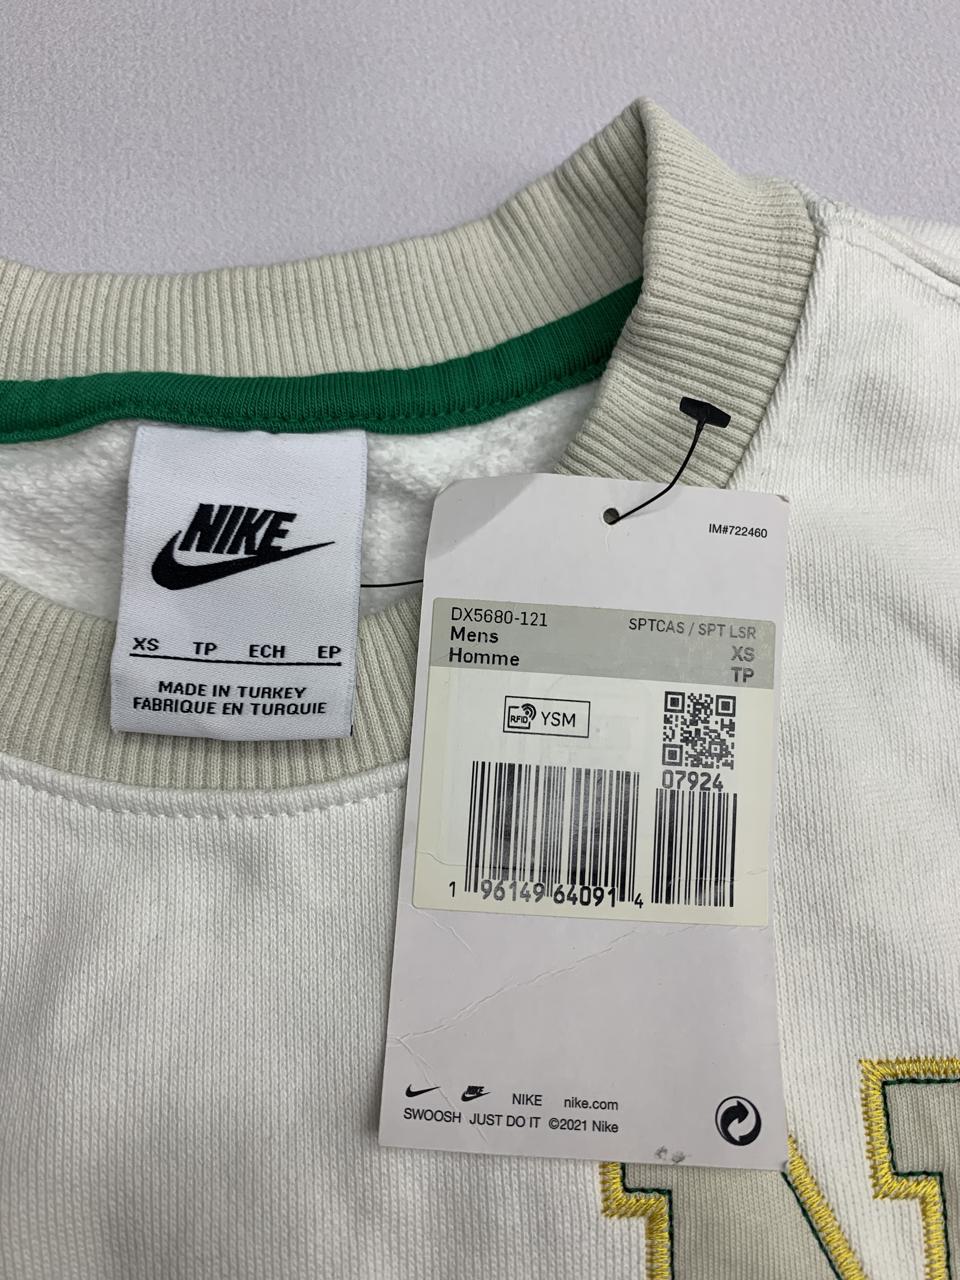 NIKE
XS TP ECH EP
MADE IN TURKEY
FABRIQUE EN TURQUIE
IM#722460
DX5680-121 SPTCAS / SPT LSR
Mens XS
Homme TP
RFID YSM
07924
1 96149 64091 4
NIKE NIKE nike.com
SWOOSH JUST DO IT ©2021 Nike
N